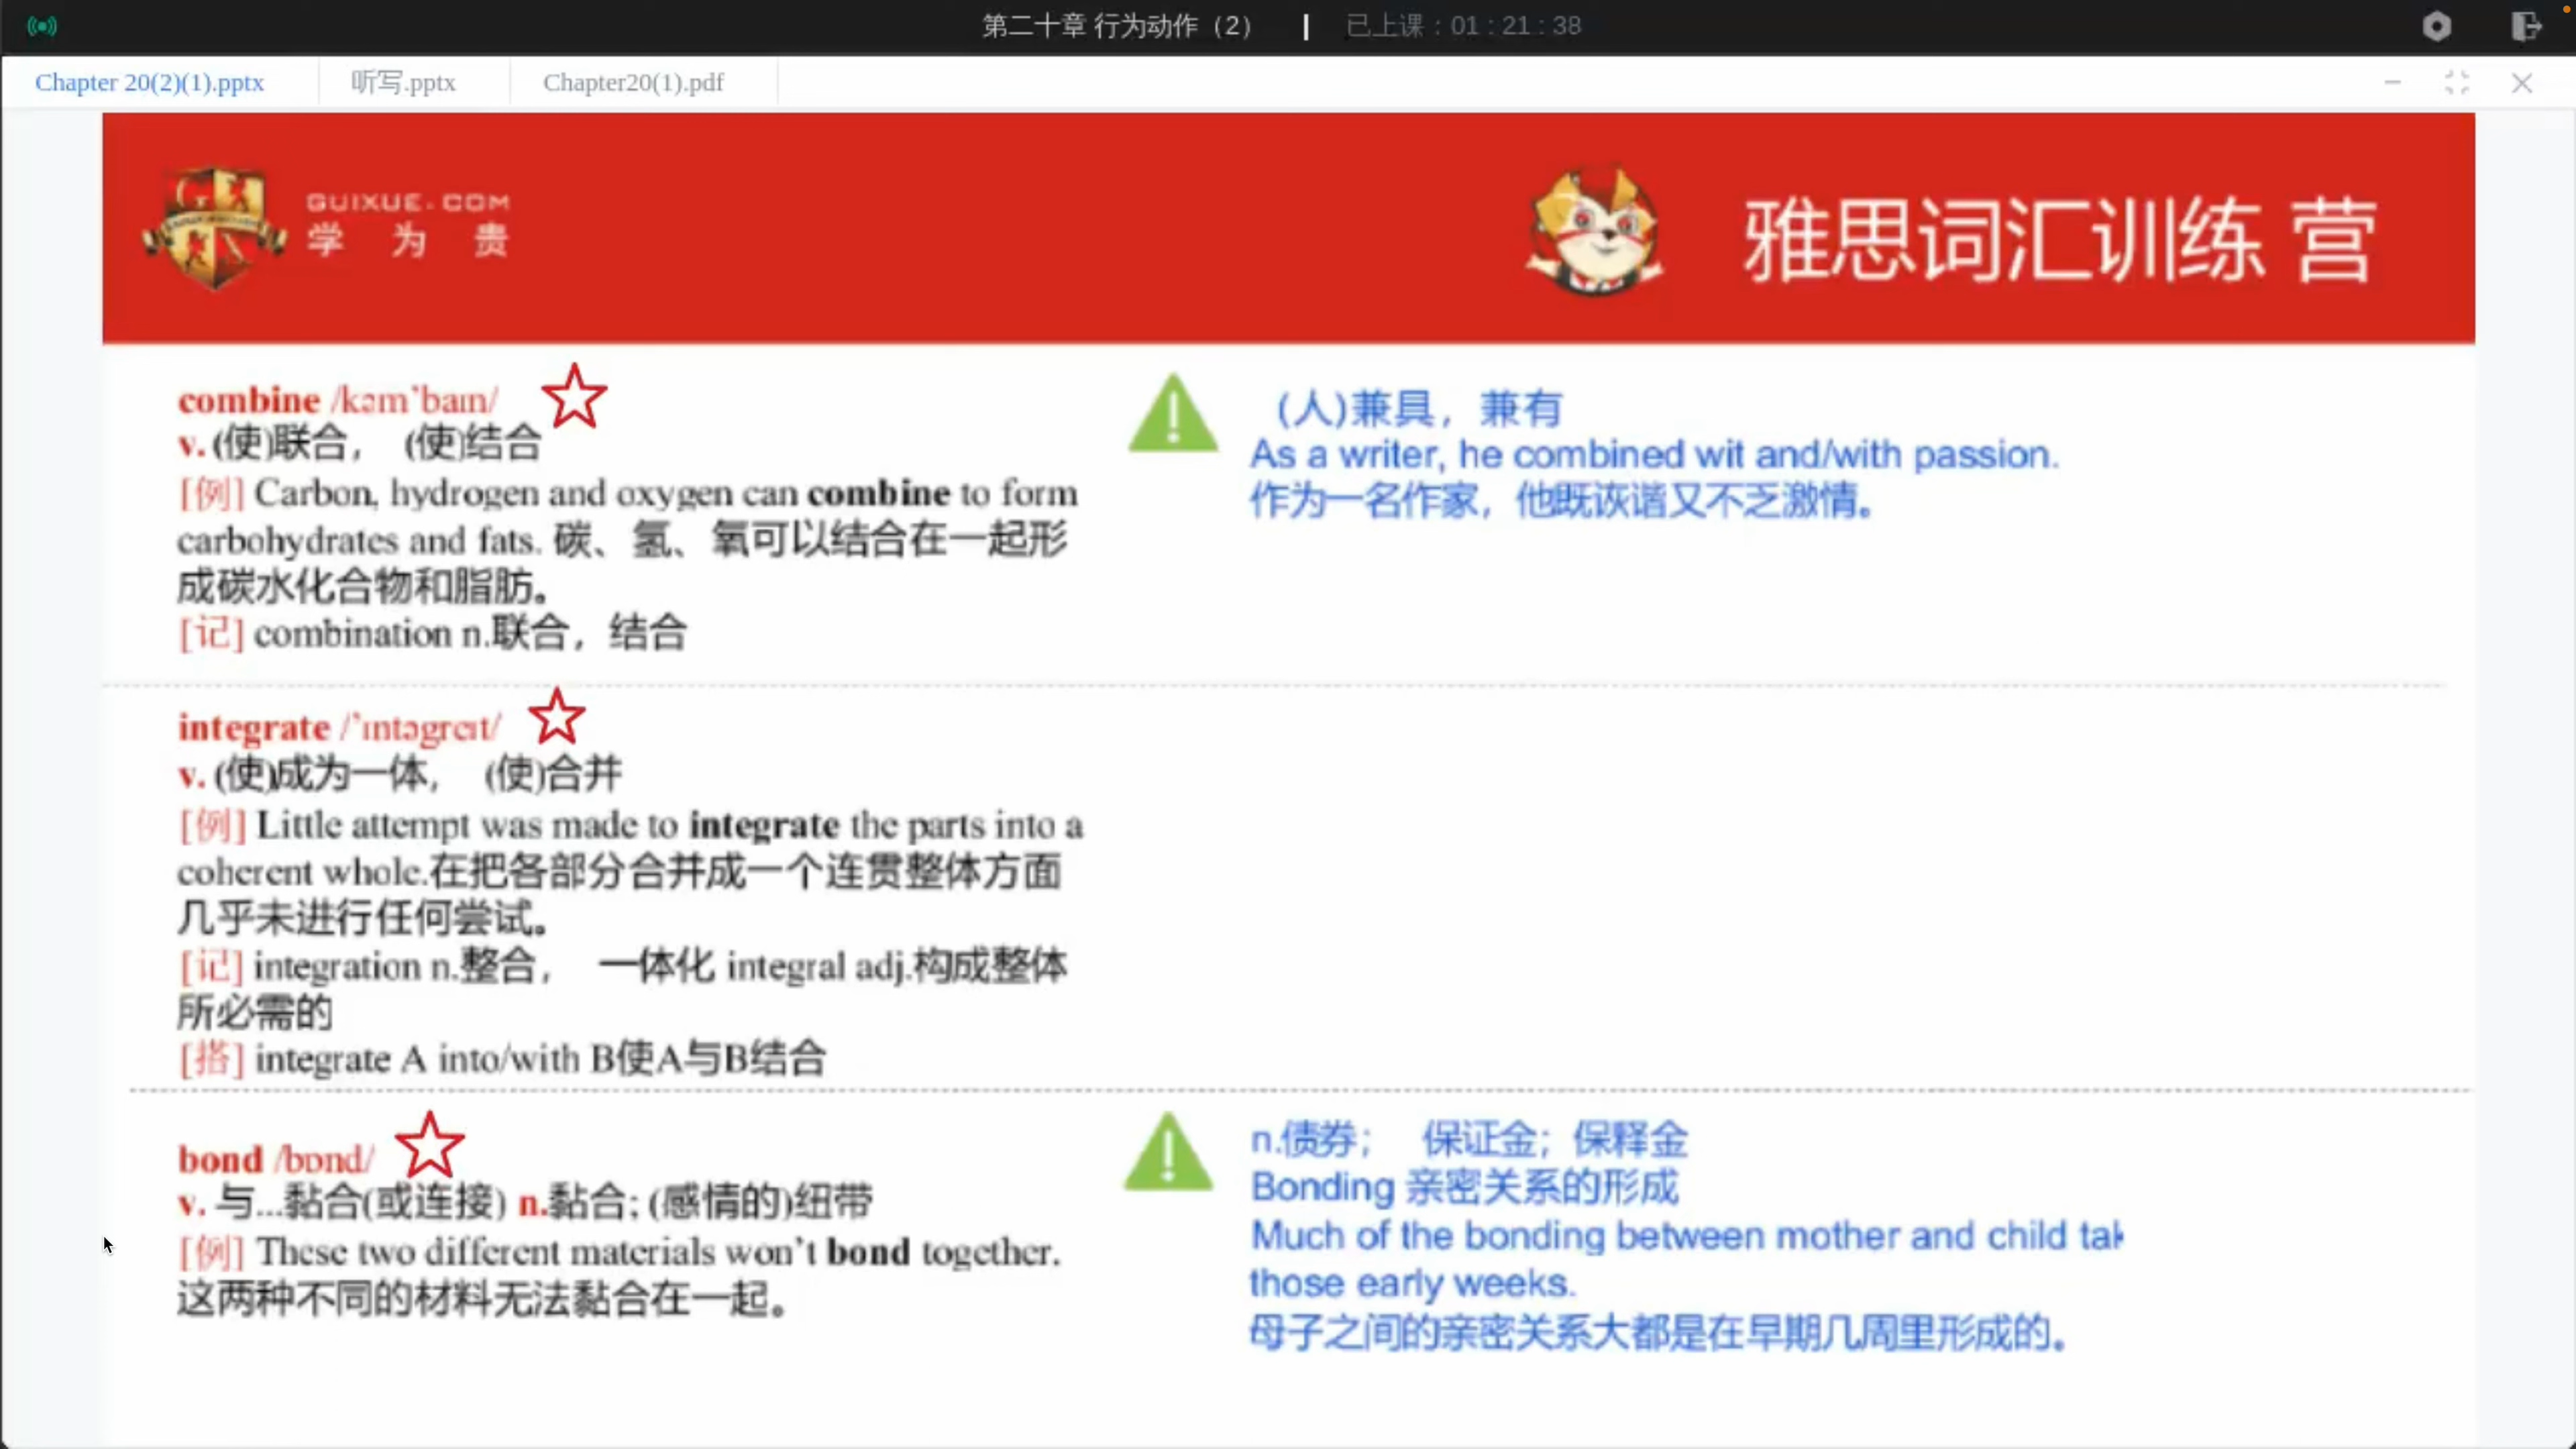 第二十章 行为动作（2） | 已上课：01:21:38
Chapter 20(2)(1).pptx 听写.pptx Chapter20(1).pdf
GUIXUE.COM
学为贵
雅思词汇训练 营
combine /kəm'baɪn/
v. (使)联合， (使)结合
[例] Carbon, hydrogen and oxygen can combine to form
carbohydrates and fats. 碳、氢、氧可以结合在一起形
成碳水化合物和脂肪。
[记] combination n.联合，结合
(人)兼具，兼有
As a writer, he combined wit and/with passion.
作为一名作家，他既诙谐又不乏激情。
integrate /'ɪntəgreɪt/
v. (使)成为一体， (使)合并
[例] Little attempt was made to integrate the parts into a
coherent whole.在把各部分合并成一个连贯整体方面
几乎未进行任何尝试。
[记] integration n.整合， 一体化 integral adj.构成整体
所必需的
[搭] integrate A into/with B使A与B结合
bond /bɒnd/
v. 与...黏合(或连接) n.黏合; (感情的)纽带
[例] These two different materials won't bond together.
这两种不同的材料无法黏合在一起。
n.债券； 保证金；保释金
Bonding 亲密关系的形成
Much of the bonding between mother and child
those early weeks.
母子之间的亲密关系大都是在早期几周里形成的。